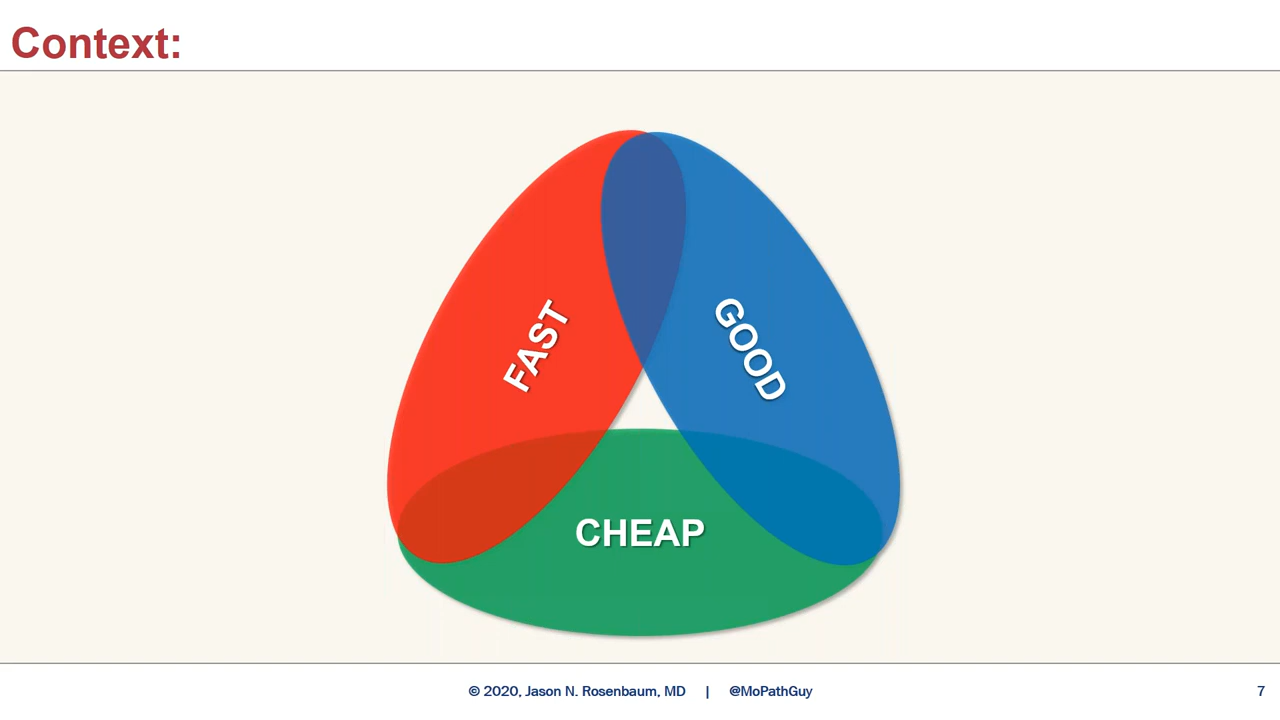 Context:
FAST
GOOD
CHEAP
© 2020, Jason N. Rosenbaum, MD | @MoPathGuy
7